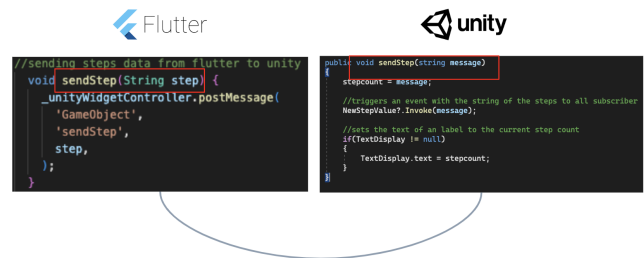 Flutter
unity
//sending steps data from flutter to unity
void sendStep(String step) {
_unityWidgetController.postMessage(
'GameObject',
'sendStep',
step,
);
}
public void sendStep(string message)
{
stepcount = message;
//triggers an event with the string of the steps to all subscriber
NewStepValue?.Invoke(message);
//sets the text of an label to the current step count
if(TextDisplay != null)
{
TextDisplay.text = stepcount;
}
}